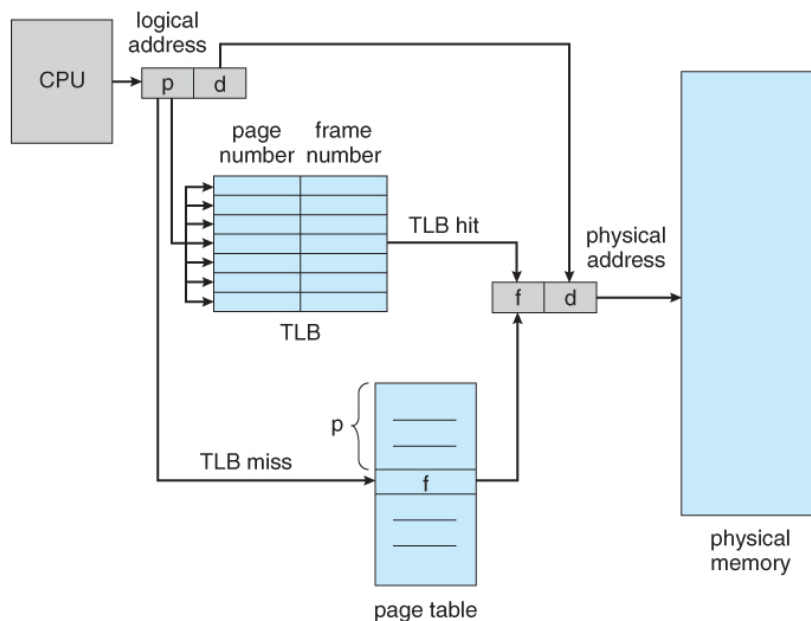 logical
address
CPU
p
d
page
number
frame
number
TLB hit
TLB
physical
address
f
d
p
TLB miss
f
page table
physical
memory